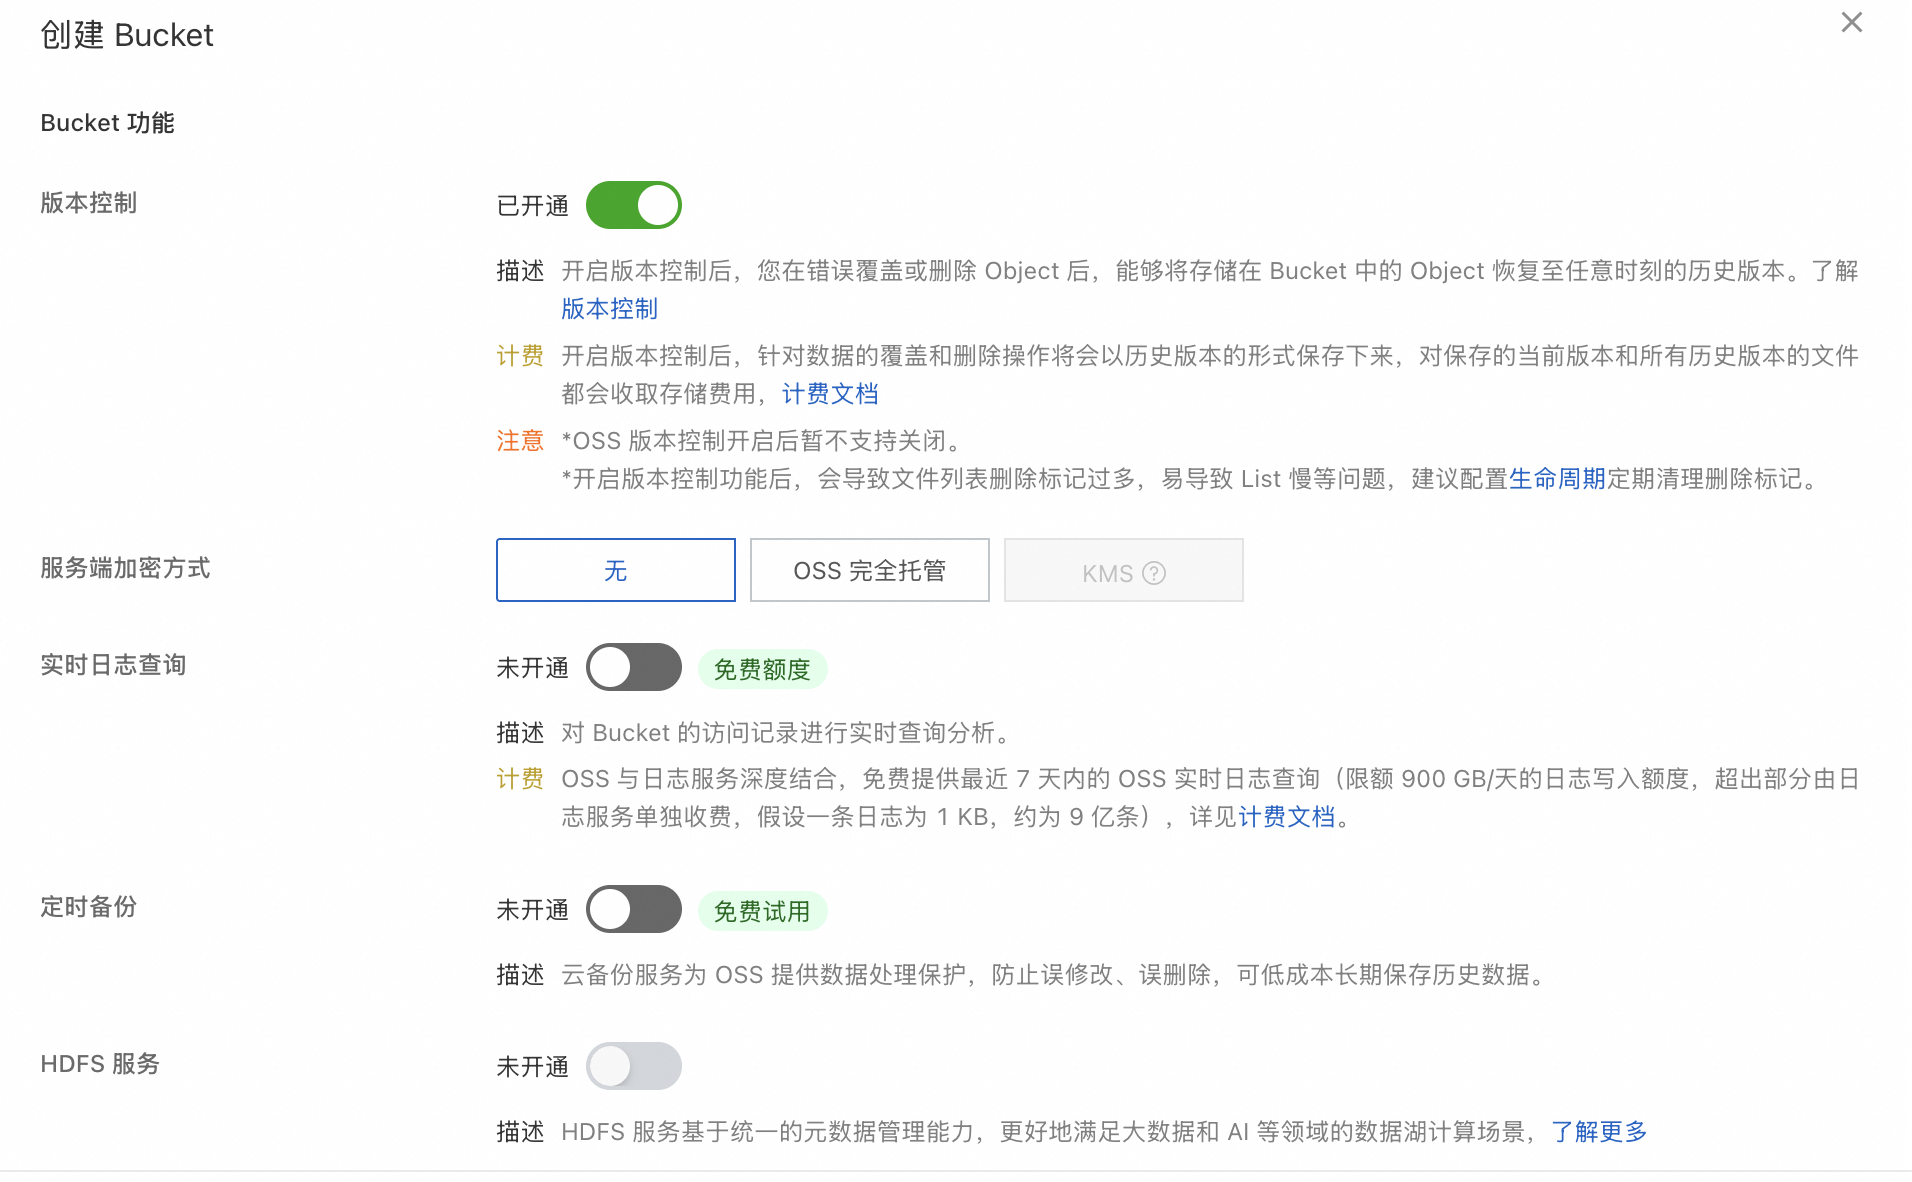 创建 Bucket
Bucket 功能
版本控制
已开通
描述 开启版本控制后，您在错误覆盖或删除 Object 后，能够将存储在 Bucket 中的 Object 恢复至任意时刻的历史版本。了解
版本控制
计费 开启版本控制后，针对数据的覆盖和删除操作将会以历史版本的形式保存下来，对保存的当前版本和所有历史版本的文件
都会收取存储费用，计费文档
注意 *OSS 版本控制开启后暂不支持关闭。
*开启版本控制功能后，会导致文件列表删除标记过多，易导致 List 慢等问题，建议配置生命周期定期清理删除标记。
服务端加密方式
无 OSS 完全托管 KMS ?
实时日志查询
未开通 免费额度
描述 对 Bucket 的访问记录进行实时查询分析。
计费 OSS 与日志服务深度结合，免费提供最近 7 天内的 OSS 实时日志查询（限额 900 GB/天的日志写入额度，超出部分由日
志服务单独收费，假设一条日志为 1 KB，约为 9 亿条），详见计费文档。
定时备份
未开通 免费试用
描述 云备份服务为 OSS 提供数据处理保护，防止误修改、误删除，可低成本长期保存历史数据。
HDFS 服务
未开通
描述 HDFS 服务基于统一的元数据管理能力，更好地满足大数据和 AI 等领域的数据湖计算场景，了解更多